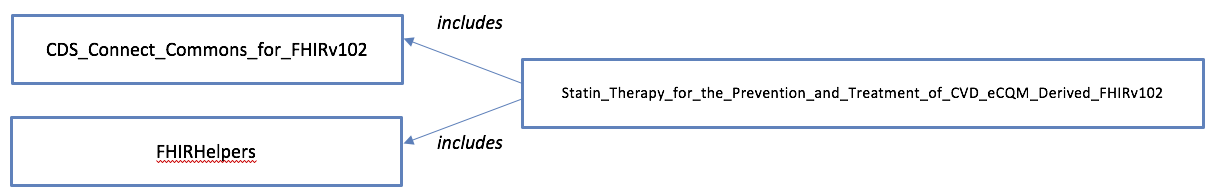 includes
CDS_Connect_Commons_for_FHIRv102
Statin_Therapy_for_the_Prevention_and_Treatment_of_CVD_eCQM_Derived_FHIRv102
includes
FHIRHelpers